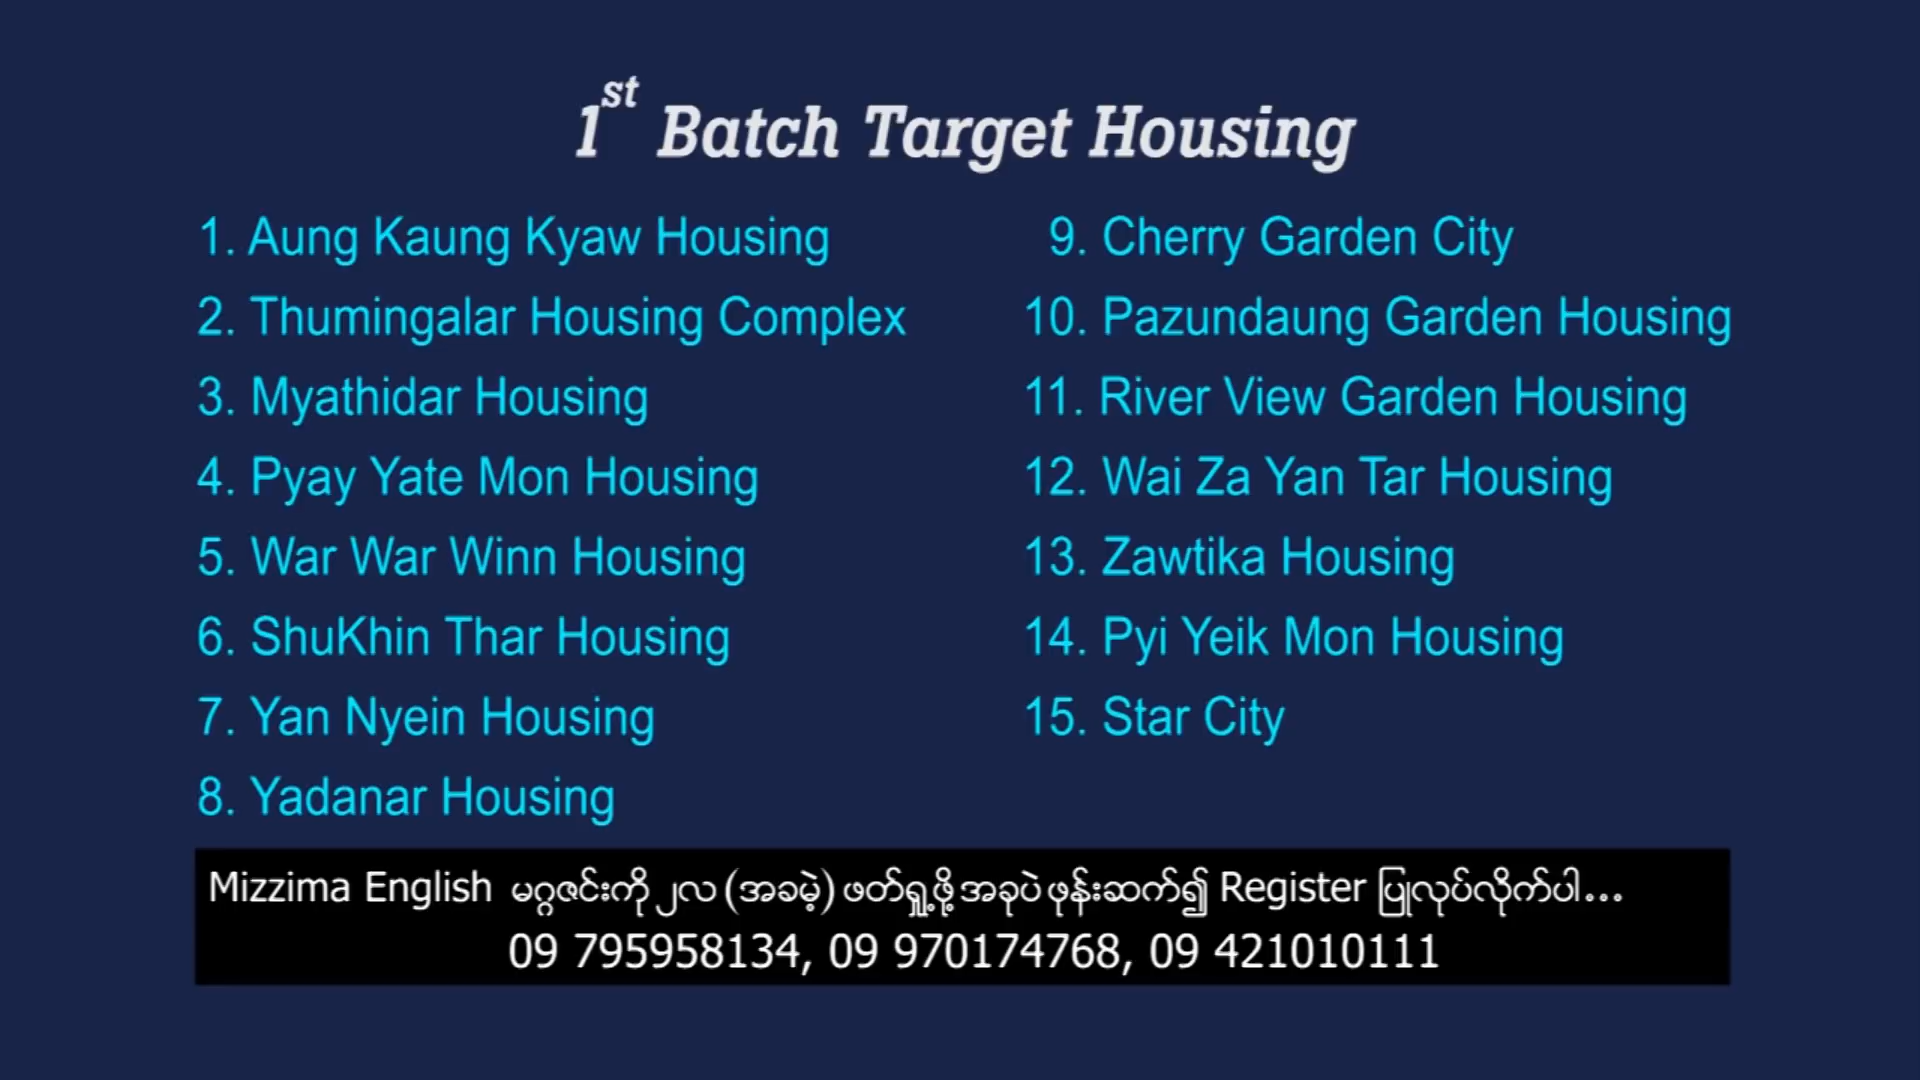 1st Batch Target Housing
1. Aung Kaung Kyaw Housing
2. Thumingalar Housing Complex
3. Myathidar Housing
4. Pyay Yate Mon Housing
5. War War Winn Housing
6. ShuKhin Thar Housing
7. Yan Nyein Housing
8. Yadanar Housing
9. Cherry Garden City
10. Pazundaung Garden Housing
11. River View Garden Housing
12. Wai Za Yan Tar Housing
13. Zawtika Housing
14. Pyi Yeik Mon Housing
15. Star City
Mizzima English မဂ္ဂဇင်းကို ၂လ (အခမဲ့) ဖတ်ရှု့ဖို့ အခုပဲ ဖုန်းဆက်၍ Register ပြုလုပ်လိုက်ပါ...
09 795958134, 09 970174768, 09 421010111